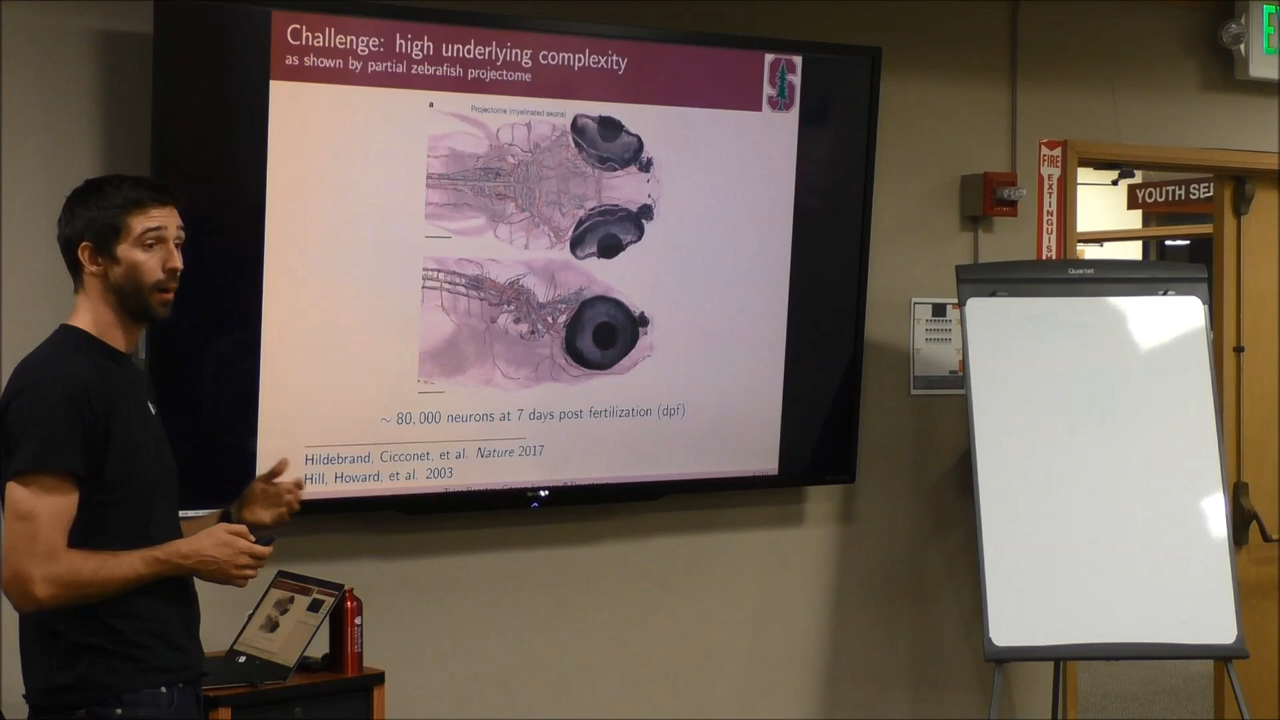 Challenge: high underlying complexity
as shown by partial zebrafish projectome
a
Projectome (myelinated axons)
~ 80,000 neurons at 7 days post fertilization (dpf)
Hildebrand, Cicconet, et al. Nature 2017
Hill, Howard, et al. 2003
S
FIRE
EXTINGUISH
YOUTH SE
Quartet
E